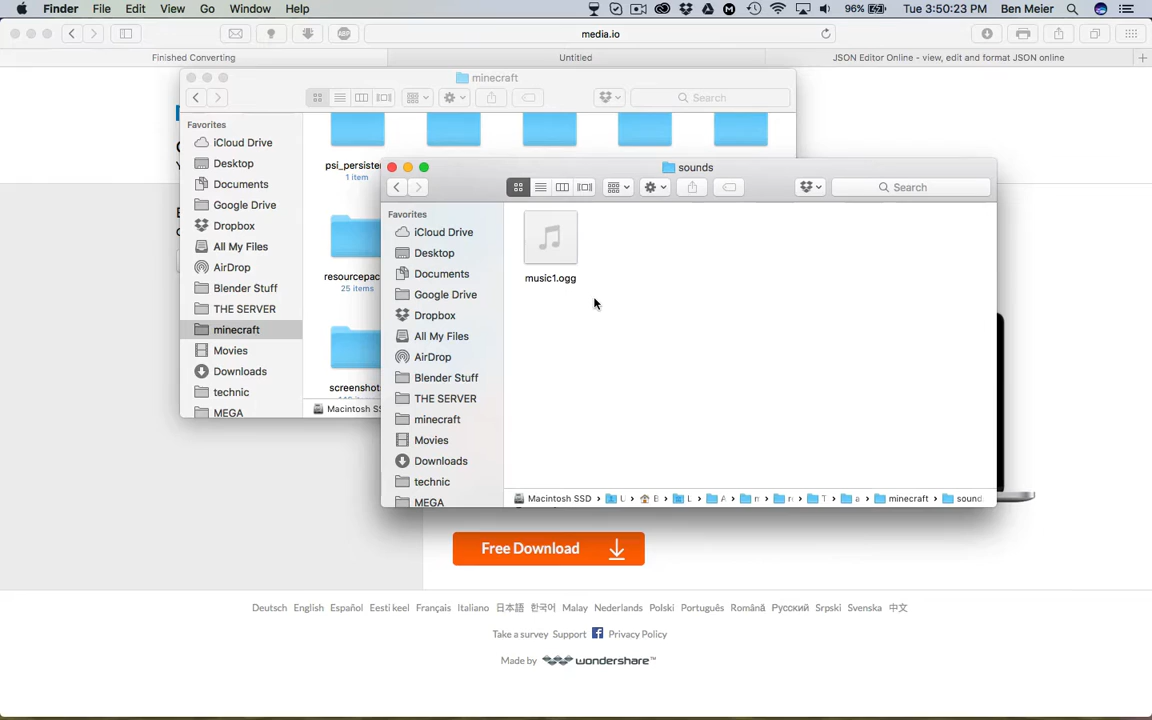 Finder File Edit View Go Window Help 96% Tue 3:50:23 PM Ben Meier
media.io
Finished Converting Untitled JSON Editor Online - view, edit and format JSON online
minecraft
Search
Favorites
iCloud Drive
Desktop
Documents
Google Drive
Dropbox
All My Files
AirDrop
Blender Stuff
THE SERVER
minecraft
Movies
Downloads
technic
MEGA
psi_persiste
1 item
resourcepac
25 items
screenshot
Macintosh SS
sounds
Search
Favorites
iCloud Drive
Desktop
Documents
Google Drive
Dropbox
All My Files
AirDrop
Blender Stuff
THE SERVER
minecraft
Movies
Downloads
technic
MEGA
music1.ogg
Macintosh SSD › U › B › L › A › m › r › T › a › minecraft › sound
Free Download
Deutsch English Español Eesti keel Français Italiano 日本語 한국어 Malay Nederlands Polski Português Română Русский Srpski Svenska 中文
Take a survey Support Privacy Policy
Made by wondershare™